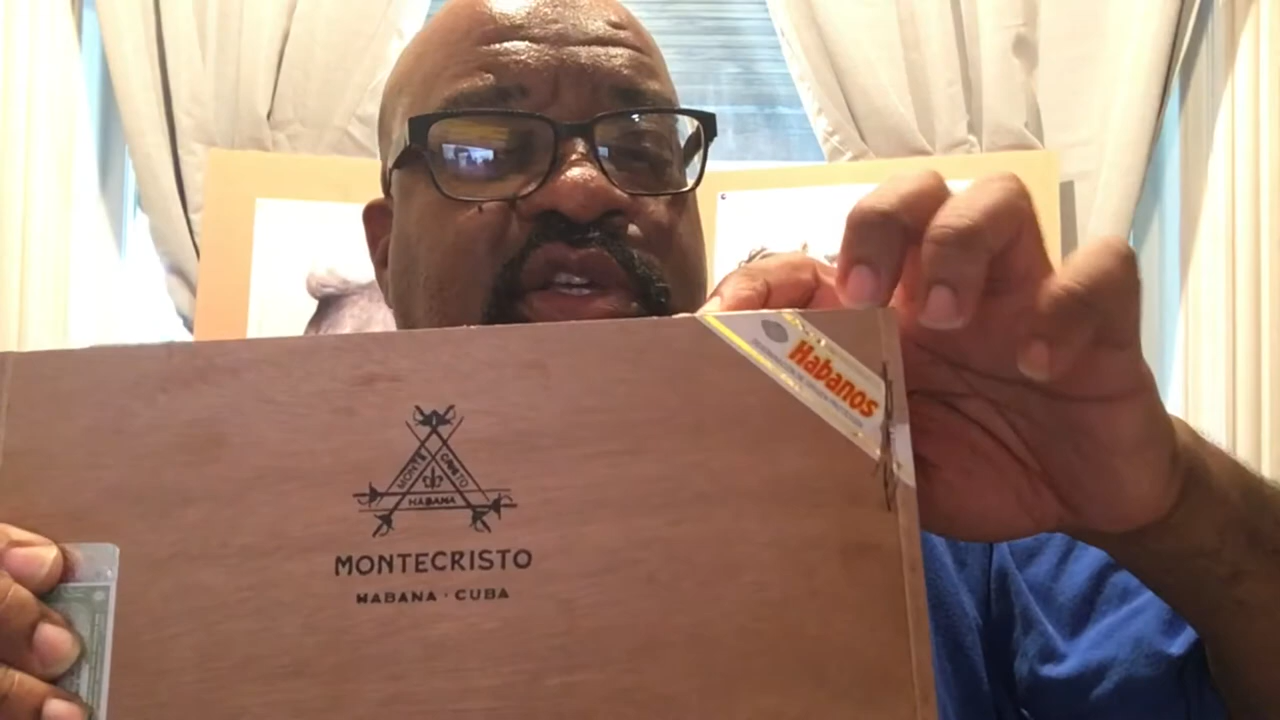 Habanos
MONTE CRISTO
HABANA
MONTECRISTO
HABANA · CUBA